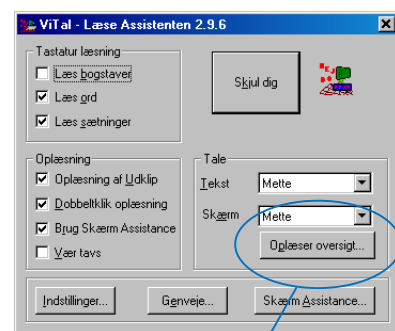 ViTal - Læse Assistenten 2.9.6
Tastatur læsning
Læs bogstaver
Læs ord
Læs sætninger
Skjul dig
Oplæsning
Oplæsning af Udklip
Dobbeltklik oplæsning
Brug Skærm Assistance
Vær tavs
Tale
Tekst Mette
Skærm Mette
Oplæser oversigt...
Indstillinger... Genveje... Skærm Assistance...